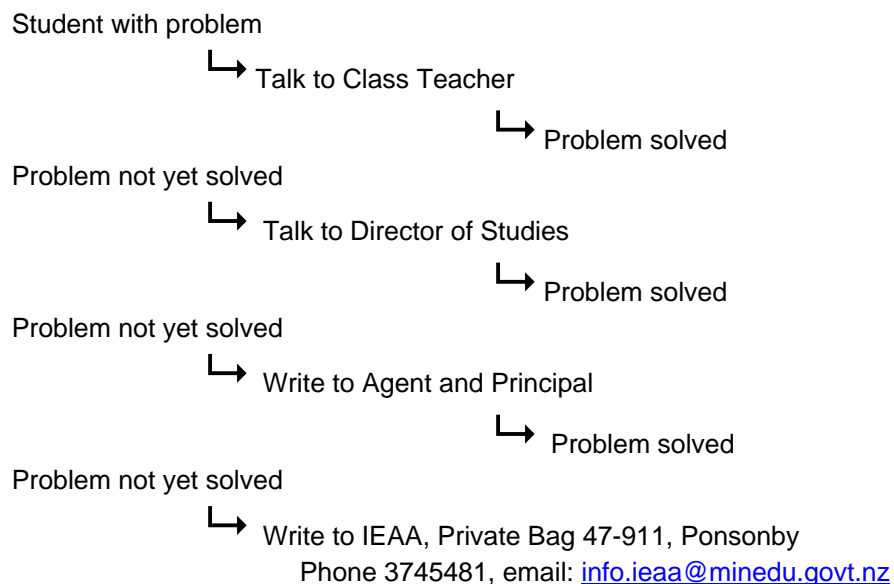 Student with problem
Talk to Class Teacher
Problem solved
Problem not yet solved
Talk to Director of Studies
Problem solved
Problem not yet solved
Write to Agent and Principal
Problem solved
Problem not yet solved
Write to IEAA, Private Bag 47-911, Ponsonby
Phone 3745481, email: info.ieaa@minedu.govt.nz